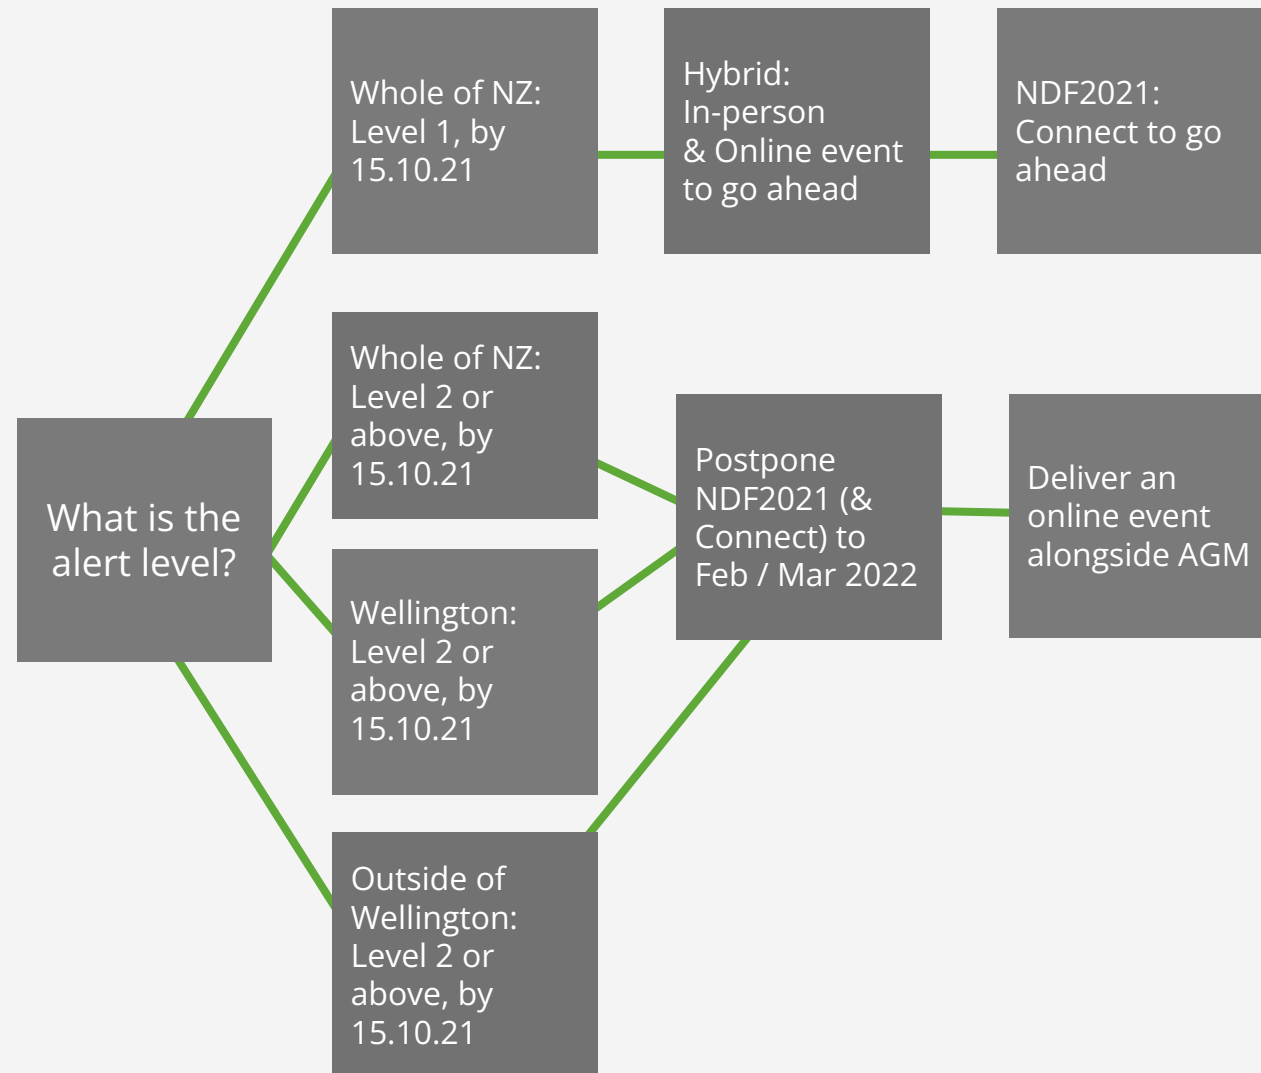 What is the
alert level?
Whole of NZ:
Level 1, by
15.10.21
Hybrid:
In-person
& Online event
to go ahead
NDF2021:
Connect to go
ahead
Whole of NZ:
Level 2 or
above, by
15.10.21
Wellington:
Level 2 or
above, by
15.10.21
Outside of
Wellington:
Level 2 or
above, by
15.10.21
Postpone
NDF2021 (&
Connect) to
Feb / Mar 2022
Deliver an
online event
alongside AGM